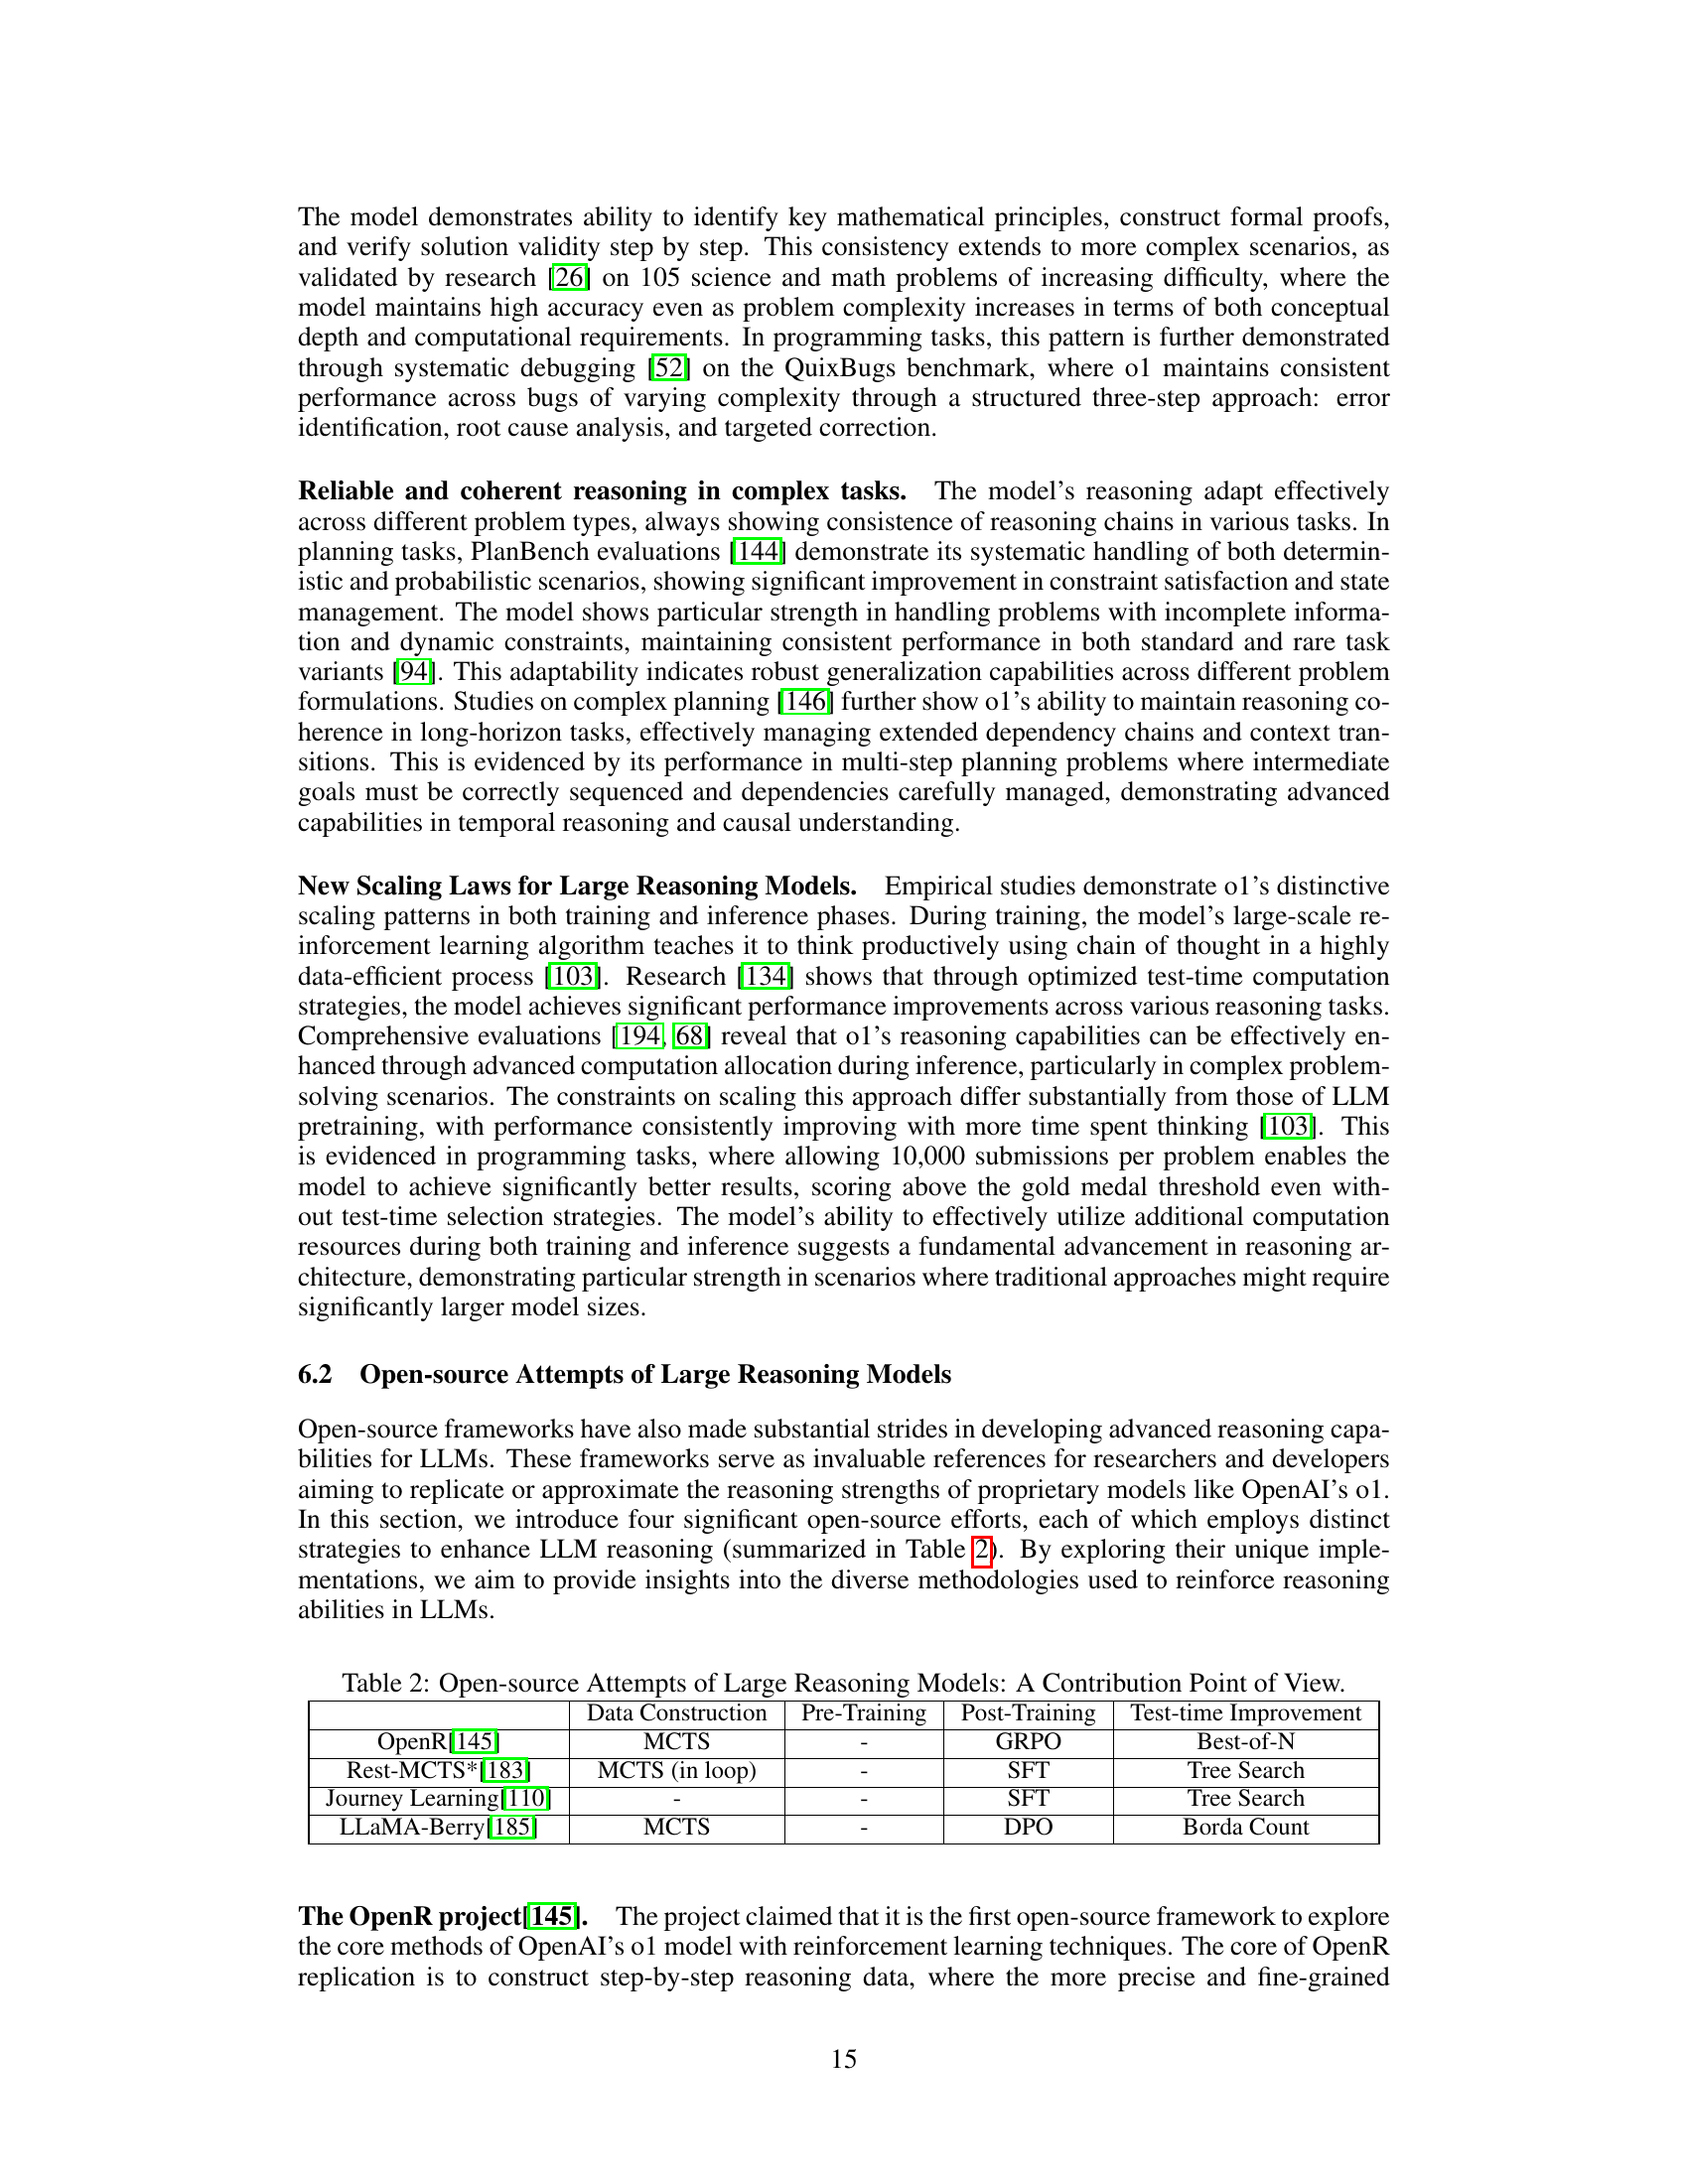 The model demonstrates ability to identify key mathematical principles, construct formal proofs,
and verify solution validity step by step. This consistency extends to more complex scenarios, as
validated by research [26] on 105 science and math problems of increasing difficulty, where the
model maintains high accuracy even as problem complexity increases in terms of both conceptual
depth and computational requirements. In programming tasks, this pattern is further demonstrated
through systematic debugging [52] on the QuixBugs benchmark, where o1 maintains consistent
performance across bugs of varying complexity through a structured three-step approach: error
identification, root cause analysis, and targeted correction.
Reliable and coherent reasoning in complex tasks. The model's reasoning adapt effectively
across different problem types, always showing consistence of reasoning chains in various tasks. In
planning tasks, PlanBench evaluations [144] demonstrate its systematic handling of both determin-
istic and probabilistic scenarios, showing significant improvement in constraint satisfaction and state
management. The model shows particular strength in handling problems with incomplete informa-
tion and dynamic constraints, maintaining consistent performance in both standard and rare task
variants [94]. This adaptability indicates robust generalization capabilities across different problem
formulations. Studies on complex planning [146] further show o1's ability to maintain reasoning co-
herence in long-horizon tasks, effectively managing extended dependency chains and context tran-
sitions. This is evidenced by its performance in multi-step planning problems where intermediate
goals must be correctly sequenced and dependencies carefully managed, demonstrating advanced
capabilities in temporal reasoning and causal understanding.
New Scaling Laws for Large Reasoning Models. Empirical studies demonstrate o1's distinctive
scaling patterns in both training and inference phases. During training, the model's large-scale re-
inforcement learning algorithm teaches it to think productively using chain of thought in a highly
data-efficient process [103]. Research [134] shows that through optimized test-time computation
strategies, the model achieves significant performance improvements across various reasoning tasks.
Comprehensive evaluations [194, 68] reveal that o1's reasoning capabilities can be effectively en-
hanced through advanced computation allocation during inference, particularly in complex problem-
solving scenarios. The constraints on scaling this approach differ substantially from those of LLM
pretraining, with performance consistently improving with more time spent thinking [103]. This
is evidenced in programming tasks, where allowing 10,000 submissions per problem enables the
model to achieve significantly better results, scoring above the gold medal threshold even with-
out test-time selection strategies. The model's ability to effectively utilize additional computation
resources during both training and inference suggests a fundamental advancement in reasoning ar-
chitecture, demonstrating particular strength in scenarios where traditional approaches might require
significantly larger model sizes.
6.2 Open-source Attempts of Large Reasoning Models
Open-source frameworks have also made substantial strides in developing advanced reasoning capa-
bilities for LLMs. These frameworks serve as invaluable references for researchers and developers
aiming to replicate or approximate the reasoning strengths of proprietary models like OpenAI's o1.
In this section, we introduce four significant open-source efforts, each of which employs distinct
strategies to enhance LLM reasoning (summarized in Table 2). By exploring their unique imple-
mentations, we aim to provide insights into the diverse methodologies used to reinforce reasoning
abilities in LLMs.
Table 2: Open-source Attempts of Large Reasoning Models: A Contribution Point of View.
Data Construction Pre-Training Post-Training Test-time Improvement
OpenR[145] MCTS - GRPO Best-of-N
Rest-MCTS*[183] MCTS (in loop) - SFT Tree Search
Journey Learning[110] - - SFT Tree Search
LLaMA-Berry[185] MCTS - DPO Borda Count
The OpenR project[145]. The project claimed that it is the first open-source framework to explore
the core methods of OpenAI's o1 model with reinforcement learning techniques. The core of OpenR
replication is to construct step-by-step reasoning data, where the more precise and fine-grained
15